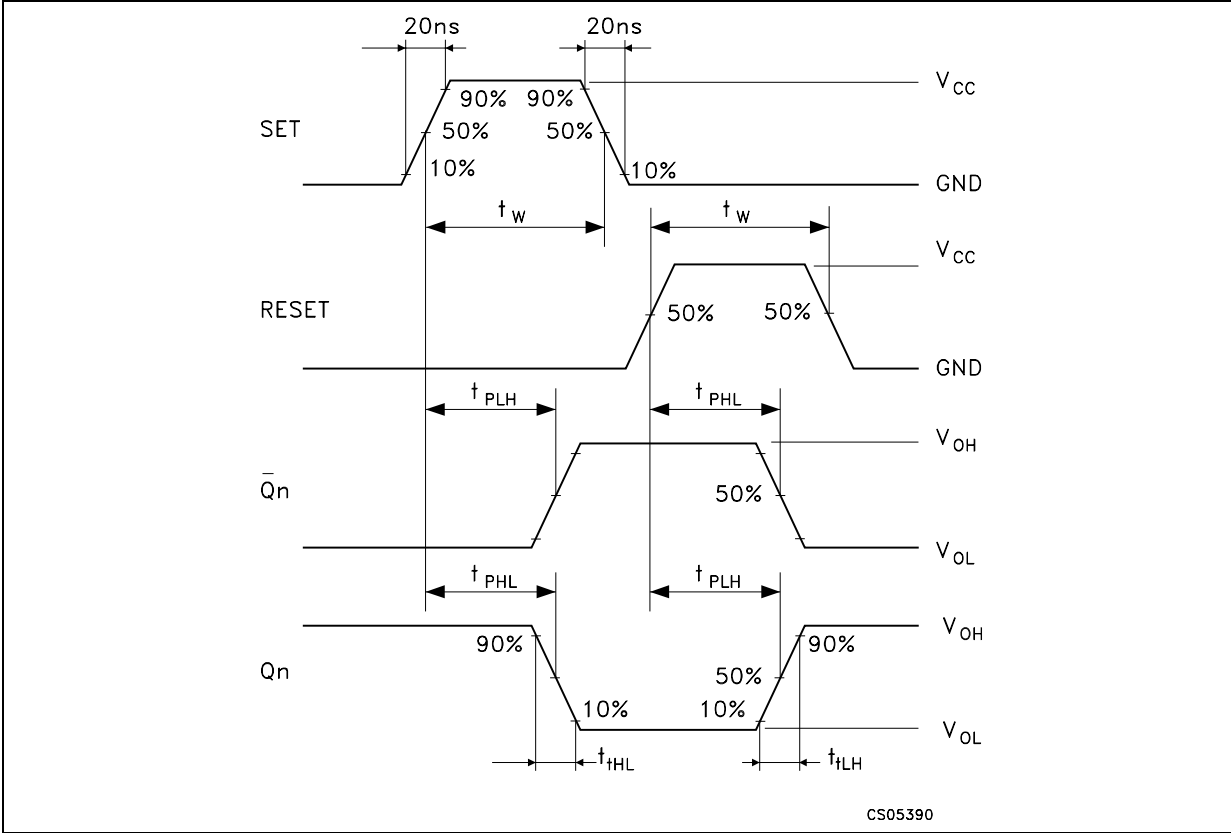 20ns 20ns
V CC
90% 90%
SET
50% 50%
10% 10%
GND
t W t W
V CC
RESET
50% 50%
GND
t PLH t PHL
V OH
Q̅n
50%
V OL
t PHL t PLH
V OH
90% 90%
Qn
50%
10% 10%
V OL
t tHL t tLH
CS05390